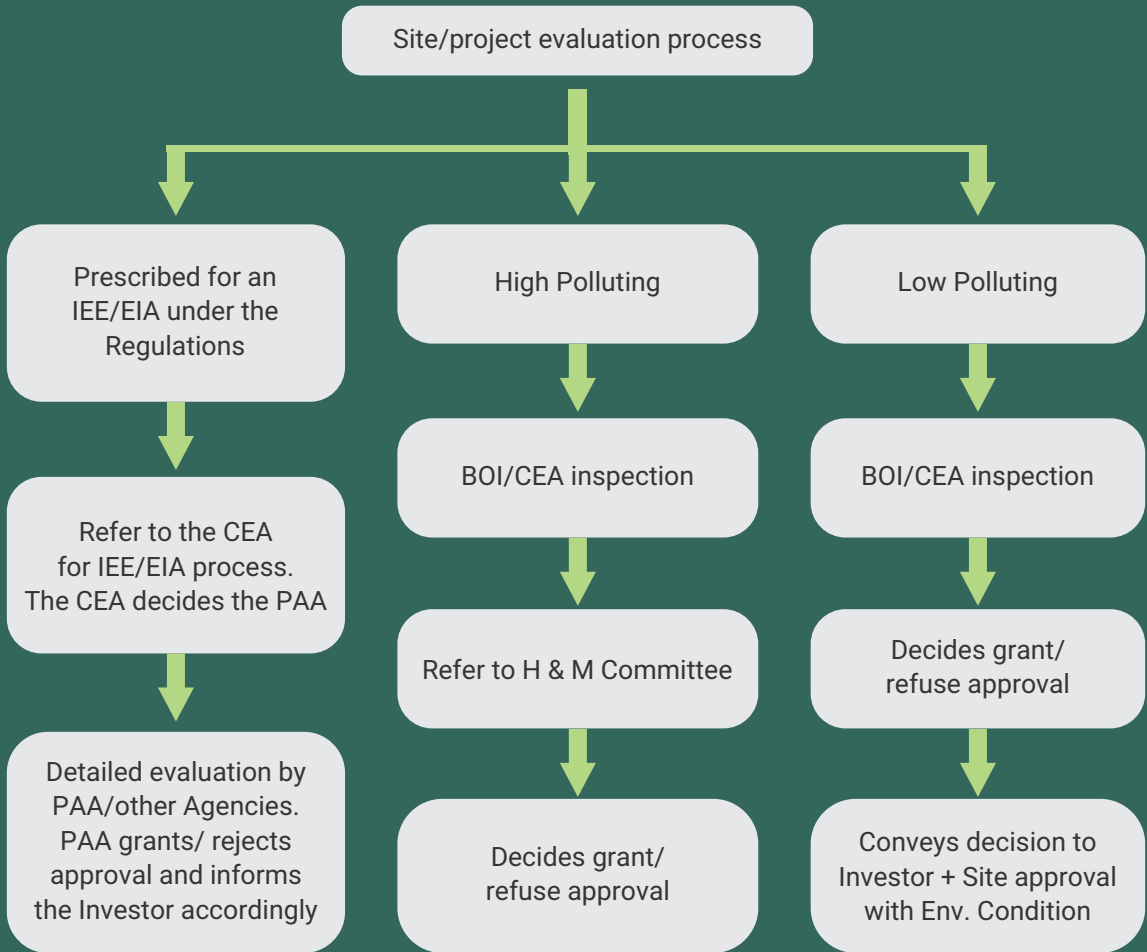 Site/project evaluation process
Prescribed for an
IEE/EIA under the
Regulations
Refer to the CEA
for IEE/EIA process.
The CEA decides the PAA
Detailed evaluation by
PAA/other Agencies.
PAA grants/ rejects
approval and informs
the Investor accordingly
High Polluting
BOI/CEA inspection
Refer to H & M Committee
Decides grant/
refuse approval
Low Polluting
BOI/CEA inspection
Decides grant/
refuse approval
Conveys decision to
Investor + Site approval
with Env. Condition